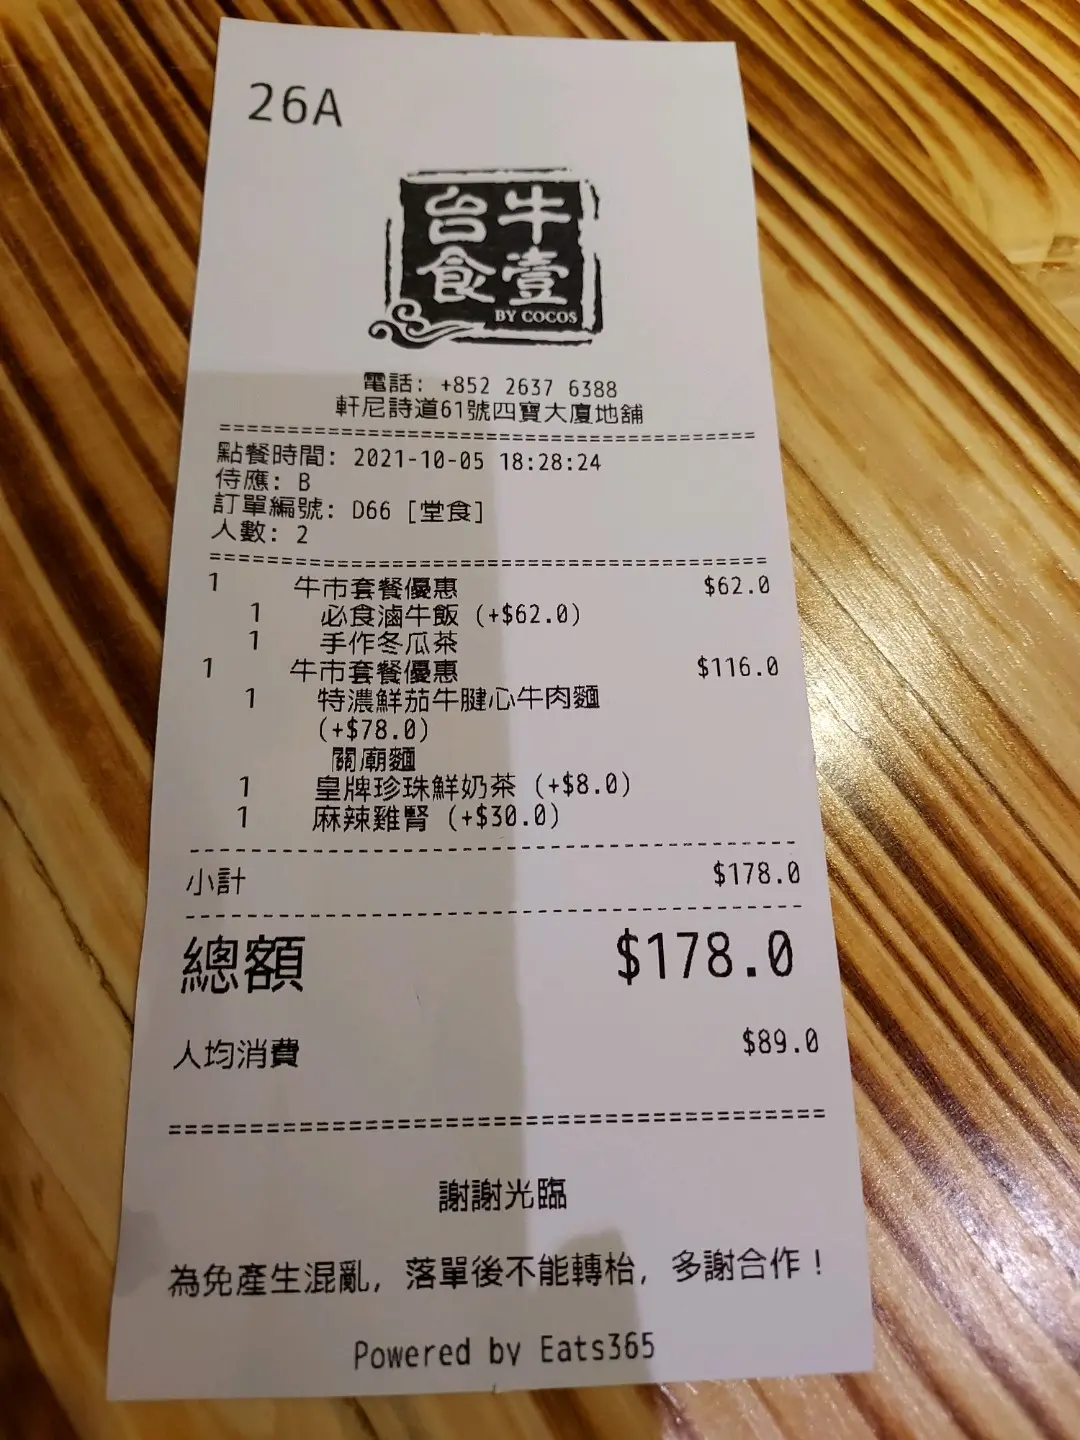 26A
牛壹
台食
BY COCOS
電話: +852 2637 6388
軒尼詩道61號四寶大廈地舖
點餐時間: 2021-10-05 18:28:24
侍應: B
訂單編號: D66 [堂食]
人數: 2
1 牛市套餐優惠 $62.0
1 必食滷牛飯 (+$62.0)
1 手作冬瓜茶
1 牛市套餐優惠 $116.0
1 特濃鮮茄牛腱心牛肉麵
(+$78.0)
關廟麵
1 皇牌珍珠鮮奶茶 (+$8.0)
1 麻辣雞腎 (+$30.0)
小計 $178.0
總額 $178.0
人均消費 $89.0
謝謝光臨
為免產生混亂, 落單後不能轉枱, 多謝合作！
Powered by Eats365